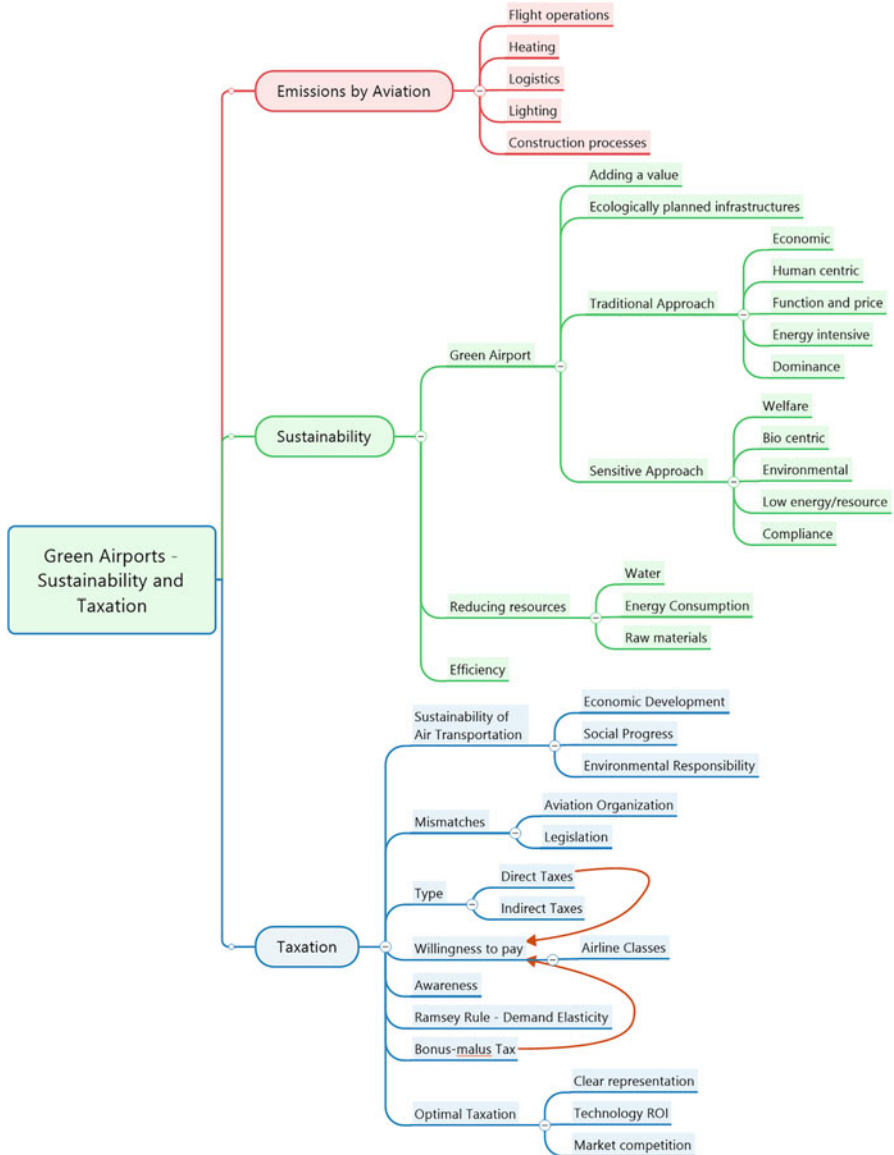 Green Airports -
Sustainability and
Taxation
Emissions by Aviation
Flight operations
Heating
Logistics
Lighting
Construction processes
Sustainability
Green Airport
Adding a value
Ecologically planned infrastructures
Traditional Approach
Economic
Human centric
Function and price
Energy intensive
Dominance
Sensitive Approach
Welfare
Bio centric
Environmental
Low energy/resource
Compliance
Reducing resources
Water
Energy Consumption
Raw materials
Efficiency
Taxation
Sustainability of
Air Transportation
Economic Development
Social Progress
Environmental Responsibility
Mismatches
Aviation Organization
Legislation
Type
Direct Taxes
Indirect Taxes
Willingness to pay
Airline Classes
Awareness
Ramsey Rule - Demand Elasticity
Bonus-malus Tax
Optimal Taxation
Clear representation
Technology ROI
Market competition